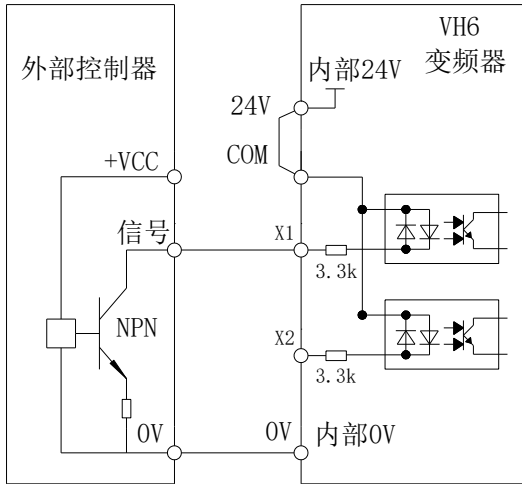 VH6
变频器
外部控制器
内部24V
24V
COM
+VCC
信号
X1
3.3k
NPN
X2
3.3k
0V
0V
内部0V